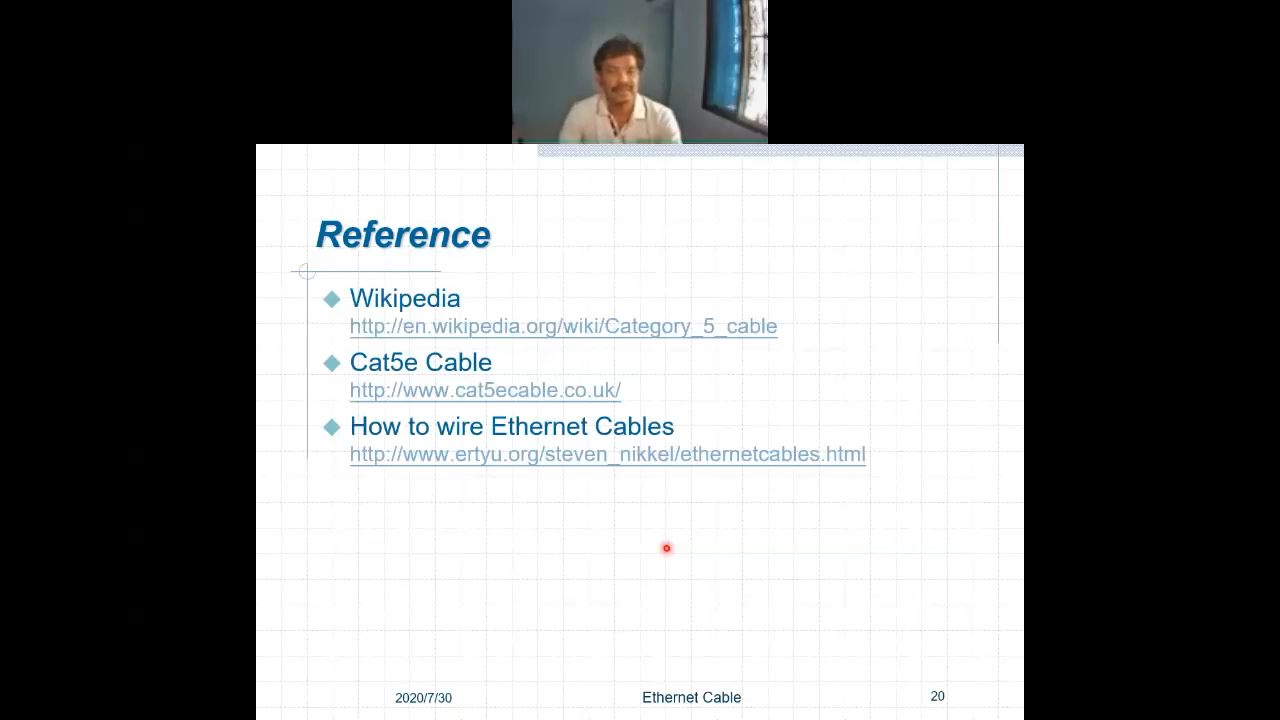 Reference
Wikipedia
http://en.wikipedia.org/wiki/Category_5_cable
Cat5e Cable
http://www.cat5ecable.co.uk/
How to wire Ethernet Cables
http://www.ertyu.org/steven_nikkel/ethernetcables.html
2020/7/30
Ethernet Cable
20